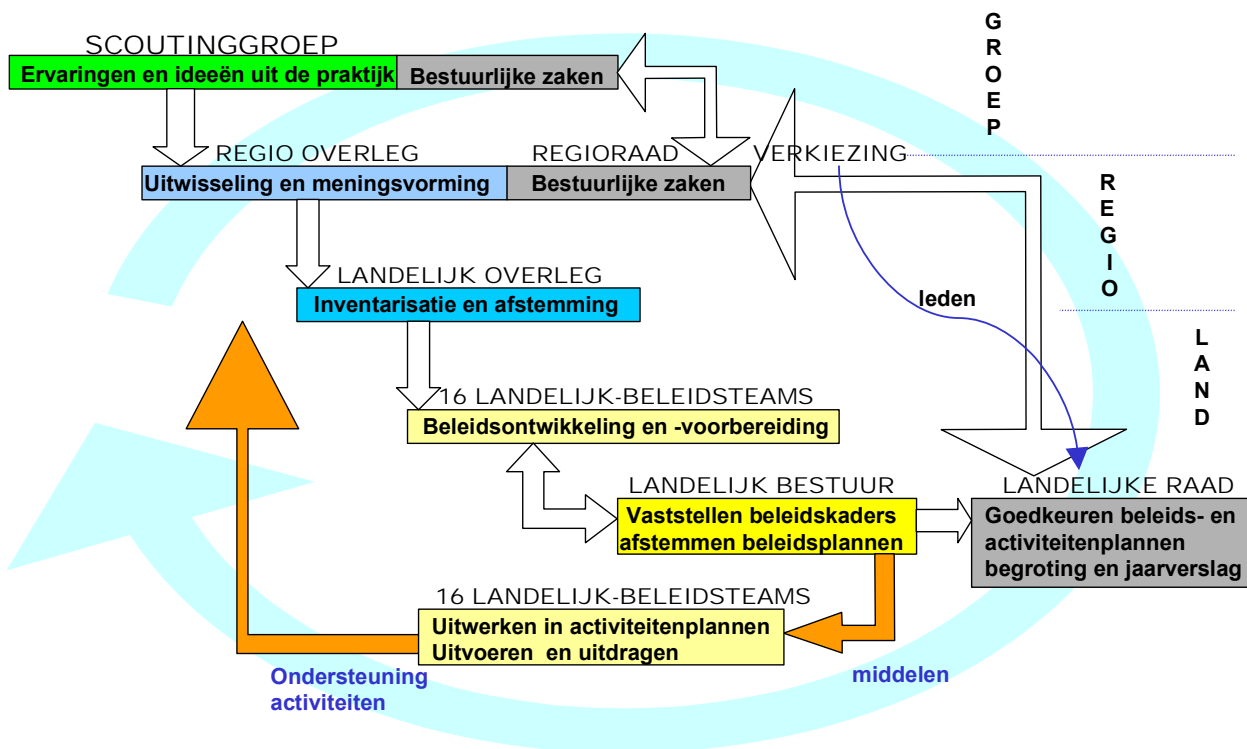 SCOUTINGGROEP
Ervaringen en ideeën uit de praktijk
Bestuurlijke zaken
GROEP
REGIO OVERLEG
REGIORAAD
VERKIEZING
Uitwisseling en meningsvorming
Bestuurlijke zaken
REGIO
LANDELIJK OVERLEG
Inventarisatie en afstemming
leden
LAND
16 LANDELIJK-BELEIDSTEAMS
Beleidsontwikkeling en -voorbereiding
LANDELIJK BESTUUR
Vaststellen beleidskaders
afstemmen beleidsplannen
LANDELIJKE RAAD
Goedkeuren beleids- en
activiteitenplannen
begroting en jaarverslag
16 LANDELIJK-BELEIDSTEAMS
Uitwerken in activiteitenplannen
Uitvoeren en uitdragen
Ondersteuning
activiteiten
middelen